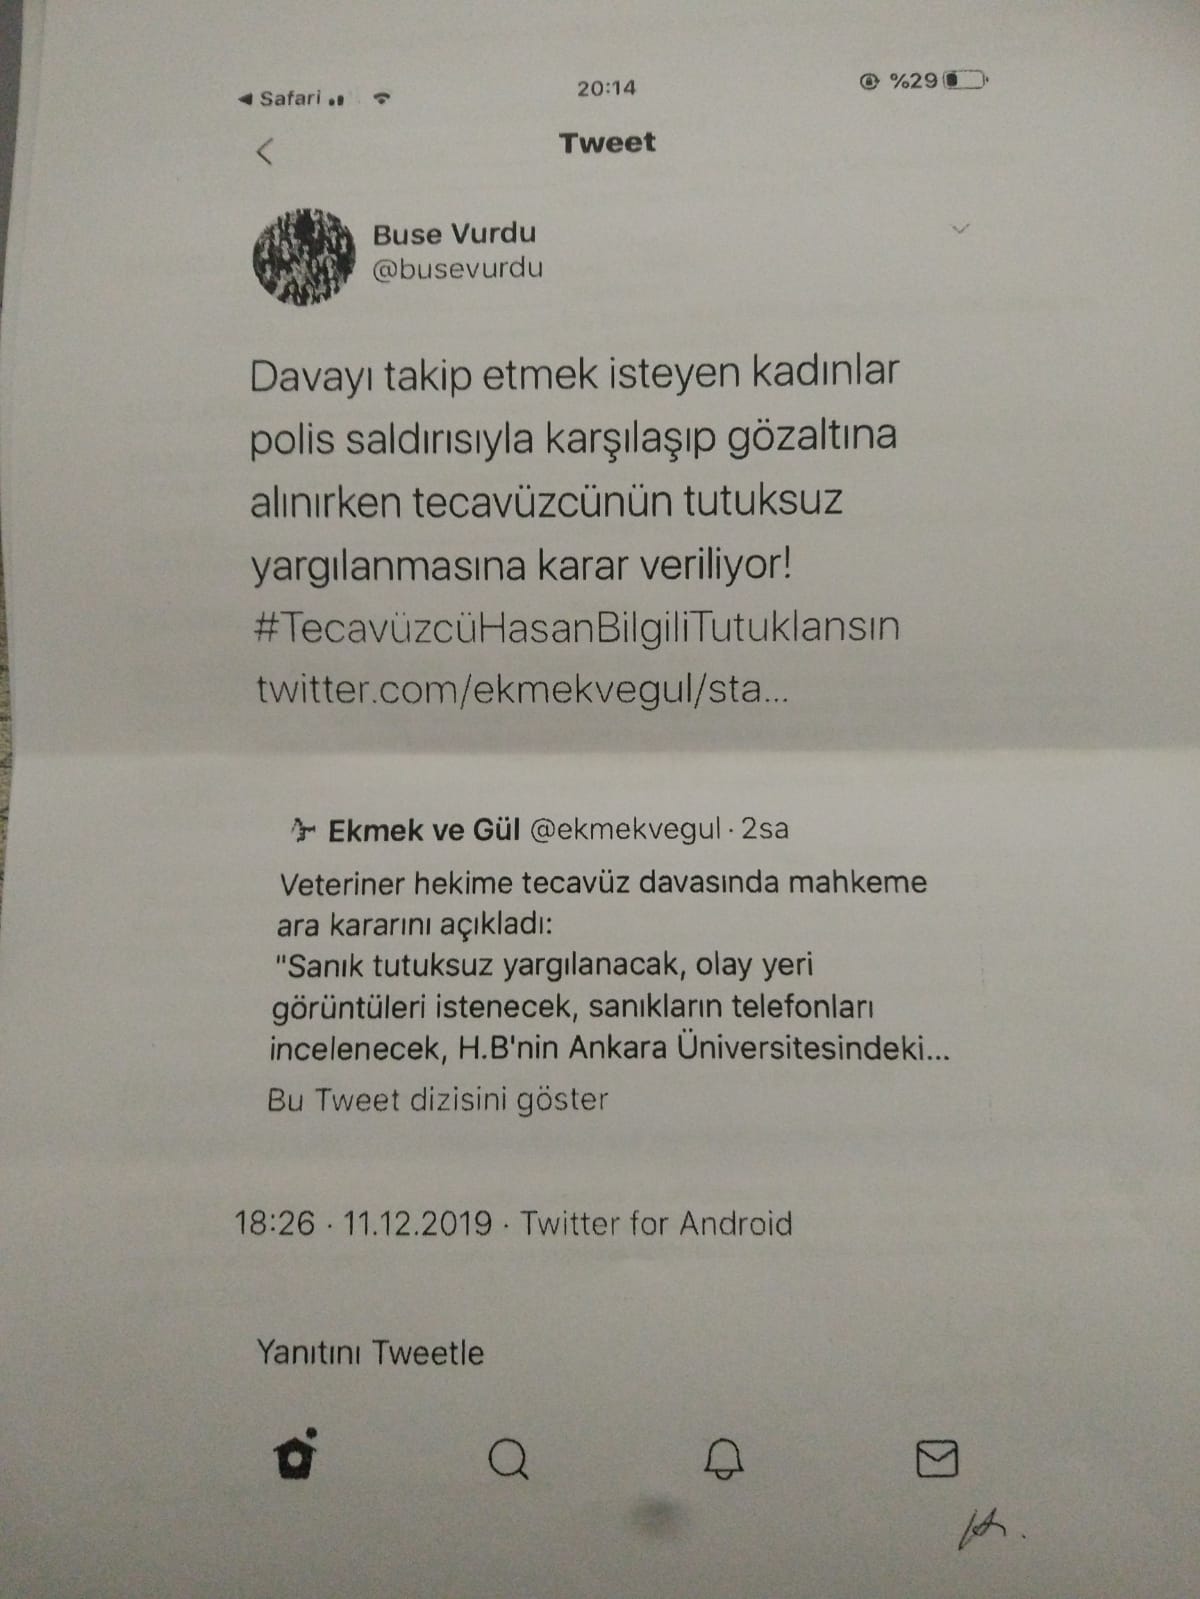 ◀ Safari
20:14
%29
Tweet
Buse Vurdu
@busevurdu
Davayı takip etmek isteyen kadınlar
polis saldırısıyla karşılaşıp gözaltına
alınırken tecavüzcünün tutuksuz
yargılanmasına karar veriliyor!
#TecavüzcüHasanBilgiliTutuklansın
twitter.com/ekmekvegul/sta...
Ekmek ve Gül @ekmekvegul · 2sa
Veteriner hekime tecavüz davasında mahkeme
ara kararını açıkladı:
"Sanık tutuksuz yargılanacak, olay yeri
görüntüleri istenecek, sanıkların telefonları
incelenecek, H.B'nin Ankara Üniversitesindeki...
Bu Tweet dizisini göster
18:26 · 11.12.2019 · Twitter for Android
Yanıtını Tweetle